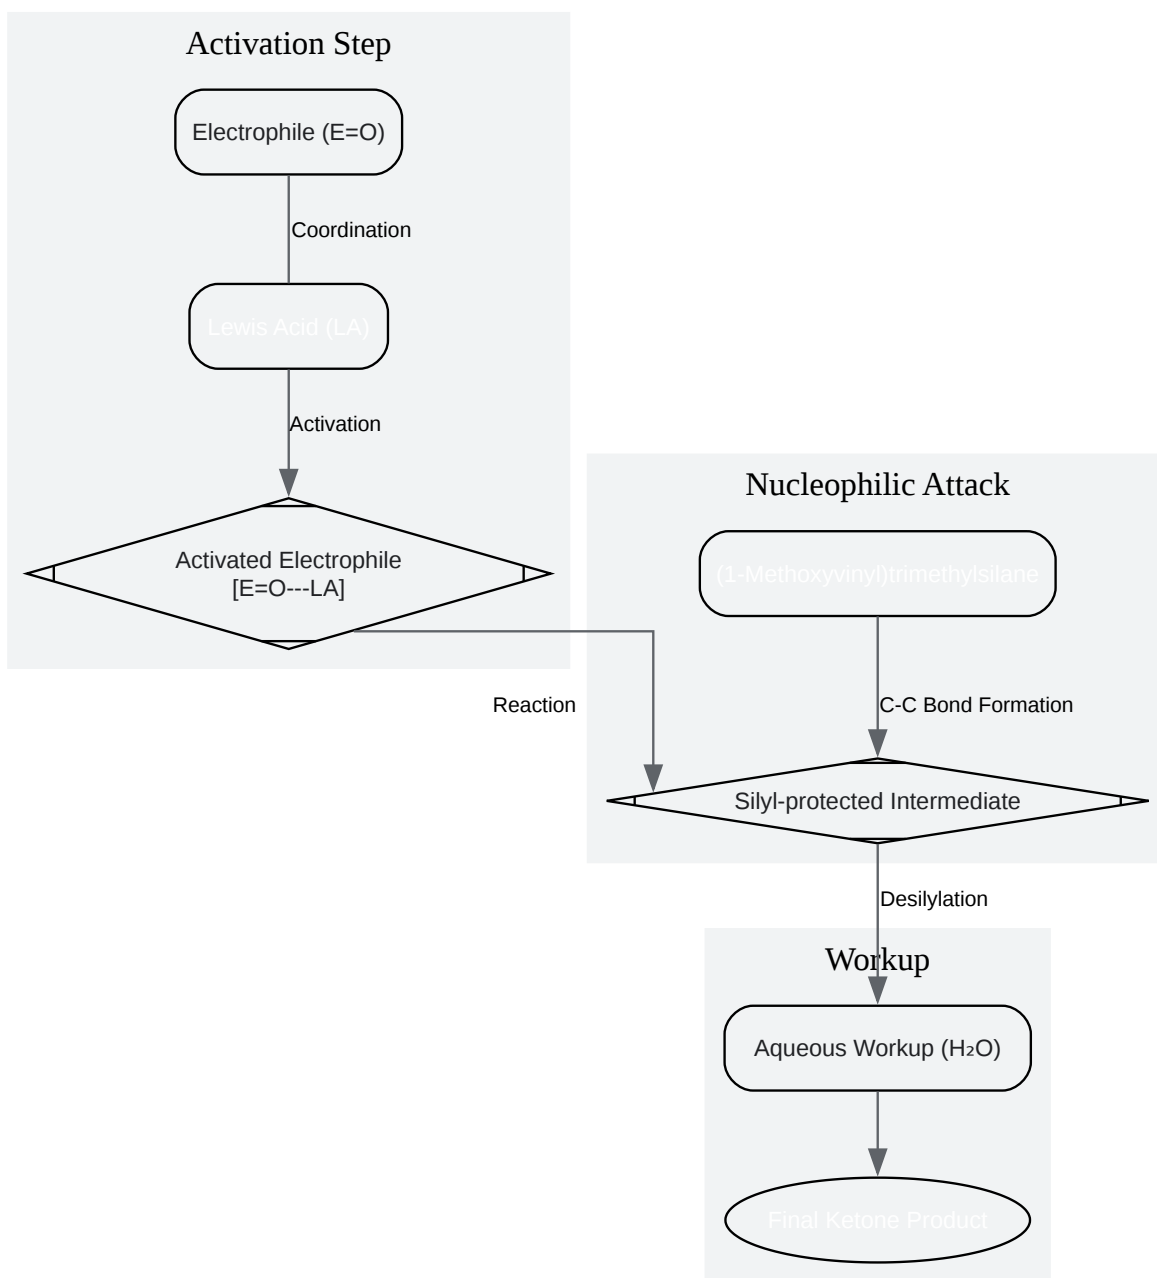 Activation Step
Electrophile (E=O)
Coordination
Lewis Acid (LA)
Activation
Activated Electrophile
[E=O---LA]
Reaction
Nucleophilic Attack
(1-Methoxyvinyl)trimethylsilane
C-C Bond Formation
Silyl-protected Intermediate
Desilylation
Workup
Aqueous Workup (H₂O)
Final Ketone Product